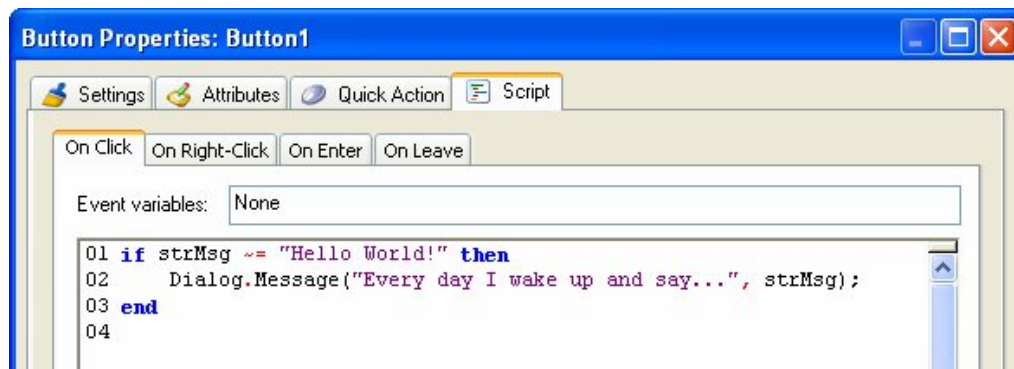 Button Properties: Button1
Settings Attributes Quick Action Script
On Click On Right-Click On Enter On Leave
Event variables: None
01 if strMsg ~= "Hello World!" then
02     Dialog.Message("Every day I wake up and say...", strMsg);
03 end
04